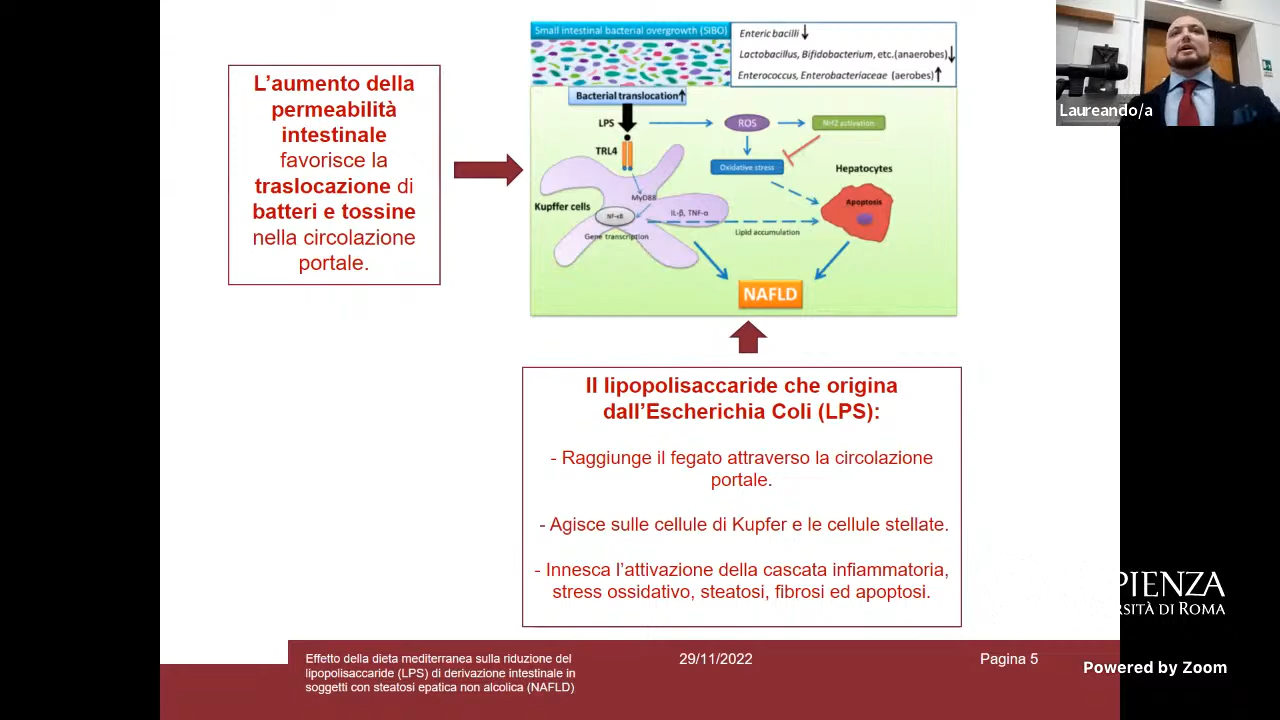 L’aumento della
permeabilità
intestinale
favorisce la
traslocazione di
batteri e tossine
nella circolazione
portale.
Small intestinal bacterial overgrowth (SIBO)
Enteric bacilli
Lactobacillus, Bifidobacterium, etc.(anaerobes)
Enterococcus, Enterobacteriaceae (aerobes)
Bacterial translocation
LPS
ROS
Nrf2 activation
TRL4
Oxidative stress
Hepatocytes
MyD88
Apoptosis
Kupffer cells
NF-κB
IL-β, TNF-α
Gene transcription
Lipid accumulation
NAFLD
Il lipopolisaccaride che origina
dall’Escherichia Coli (LPS):
- Raggiunge il fegato attraverso la circolazione
portale.
- Agisce sulle cellule di Kupfer e le cellule stellate.
- Innesca l’attivazione della cascata infiammatoria,
stress ossidativo, steatosi, fibrosi ed apoptosi.
Effetto della dieta mediterranea sulla riduzione del
lipopolisaccaride (LPS) di derivazione intestinale in
soggetti con steatosi epatica non alcolica (NAFLD)
29/11/2022
Pagina 5
Laureando/a
PIENZA
RSITÀ DI ROMA
Powered by Zoom